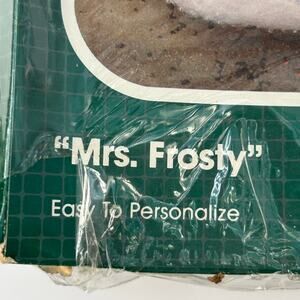 "Mrs. Frosty"
Easy To Personalize